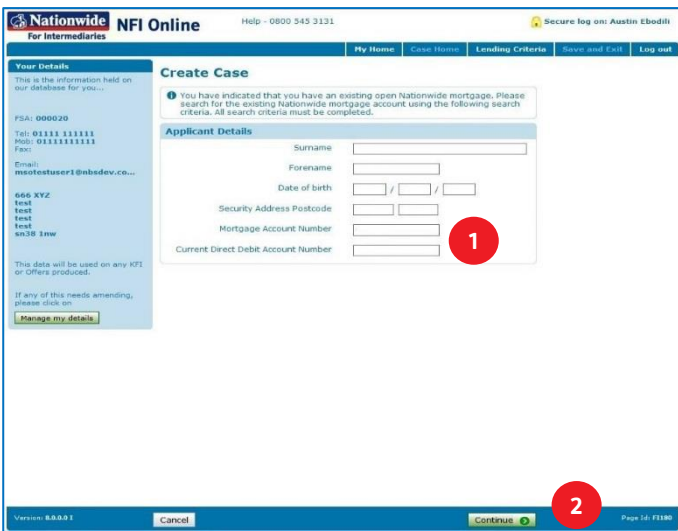 Nationwide
For Intermediaries
NFI Online
Help - 0800 545 3131
Secure log on: Austin Ebodili
My Home
Case Home
Lending Criteria
Save and Exit
Log out
Your Details
This is the information held on
our database for you...
FSA: 000020
Tel: 01111 111111
Mob: 01111111111
Fax:
Email:
msotestuser1@nbsdev.co...
666 XYZ
test
test
test
test
sn38 1nw
This data will be used on any KFI
or Offers produced.
If any of this needs amending,
please click on
Manage my details
Create Case
You have indicated that you have an existing open Nationwide mortgage. Please
search for the existing Nationwide mortgage account using the following search
criteria. All search criteria must be completed.
Applicant Details
Surname
Forename
Date of birth
/ /
Security Address Postcode
Mortgage Account Number
1
Current Direct Debit Account Number
2
Version: 8.0.0.0 I
Cancel
Continue
Page Id: FI180